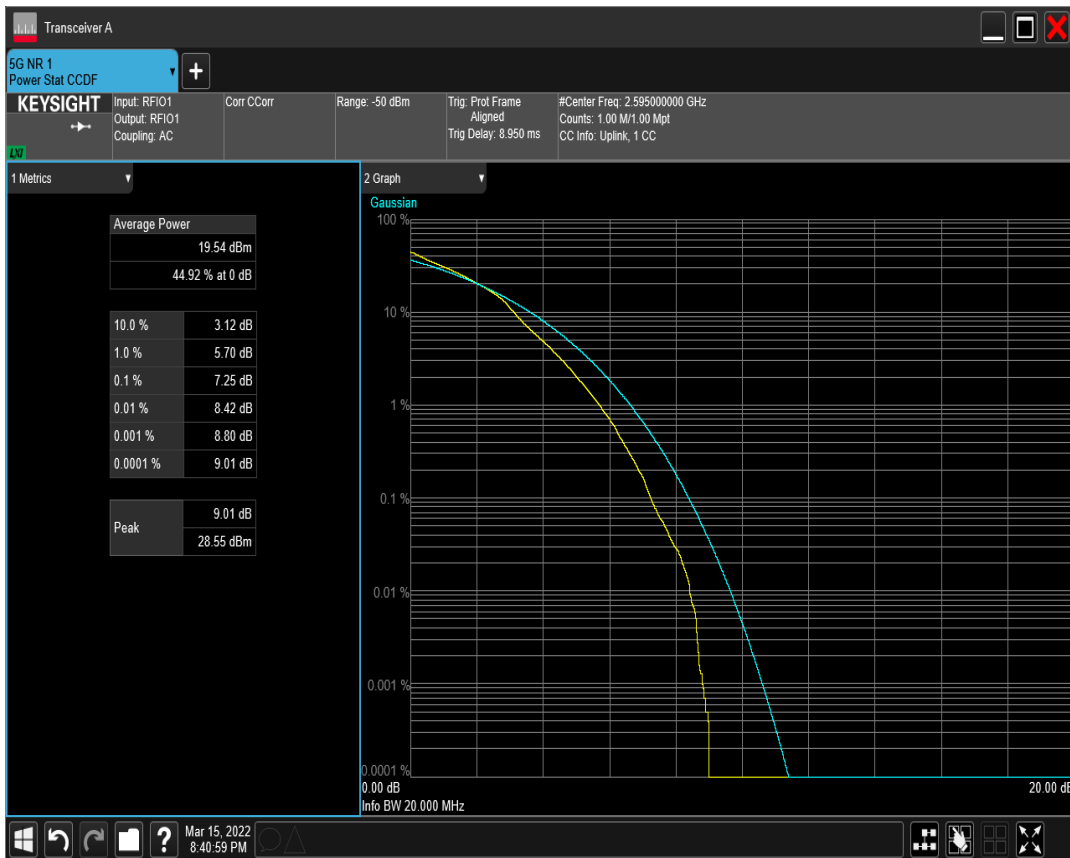 Transceiver A
5G NR 1
Power Stat CCDF
KEYSIGHT
LXI
Input: RFIO1
Output: RFIO1
Coupling: AC
Corr CCorr
Range: -50 dBm
Trig: Prot Frame
Aligned
Trig Delay: 8.950 ms
#Center Freq: 2.595000000 GHz
Counts: 1.00 M/1.00 Mpt
CC Info: Uplink, 1 CC
1 Metrics
Average Power
19.54 dBm
44.92 % at 0 dB
10.0 % 3.12 dB
1.0 % 5.70 dB
0.1 % 7.25 dB
0.01 % 8.42 dB
0.001 % 8.80 dB
0.0001 % 9.01 dB
Peak
9.01 dB
28.55 dBm
2 Graph
Gaussian
100 %
10 %
1 %
0.1 %
0.01 %
0.001 %
0.0001 %
0.00 dB 20.00 dB
Info BW 20.000 MHz
Mar 15, 2022
8:40:59 PM